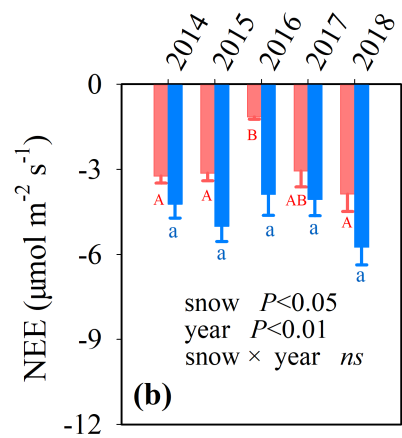 2014 2015 2016 2017 2018
0
-3
-6
-9
-12
NEE (μmol m⁻² s⁻¹)
A A B AB A
a a a a a
snow P<0.05
year P<0.01
snow × year ns
(b)